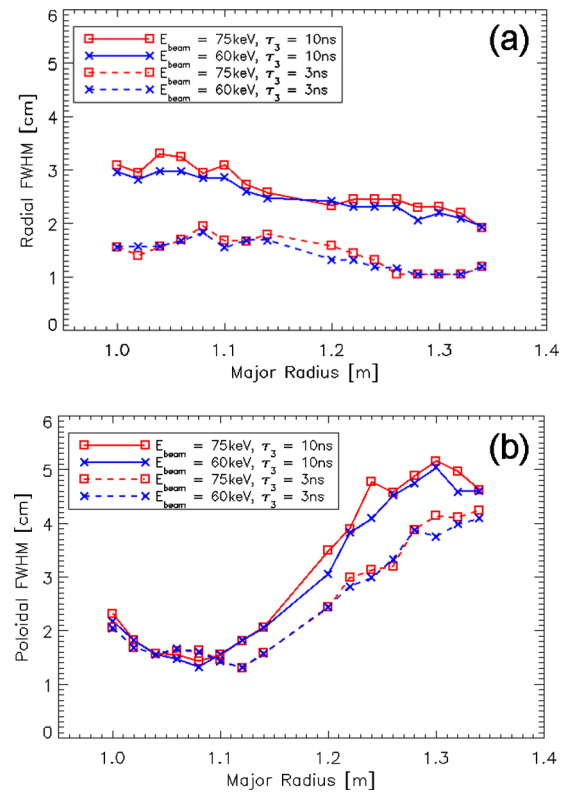 (a)
6
5
4
3
2
1
0
Radial FWHM [cm]
E_beam = 75keV, τ_3 = 10ns
E_beam = 60keV, τ_3 = 10ns
E_beam = 75keV, τ_3 = 3ns
E_beam = 60keV, τ_3 = 3ns
1.0 1.1 1.2 1.3 1.4
Major Radius [m]
(b)
6
5
4
3
2
1
0
Poloidal FWHM [cm]
E_beam = 75keV, τ_3 = 10ns
E_beam = 60keV, τ_3 = 10ns
E_beam = 75keV, τ_3 = 3ns
E_beam = 60keV, τ_3 = 3ns
1.0 1.1 1.2 1.3 1.4
Major Radius [m]